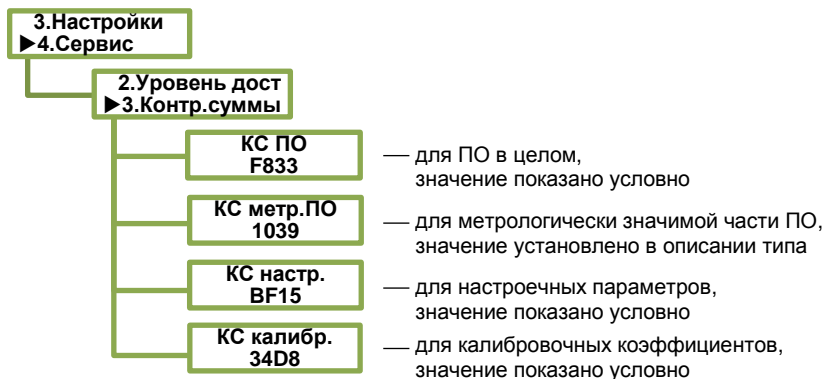 3.Настройки
▶4.Сервис
2.Уровень дост
▶3.Контр.суммы
КС ПО
F833
— для ПО в целом,
значение показано условно
КС метр.ПО
1039
— для метрологически значимой части ПО,
значение установлено в описании типа
КС настр.
BF15
— для настроечных параметров,
значение показано условно
КС калибр.
34D8
— для калибровочных коэффициентов,
значение показано условно